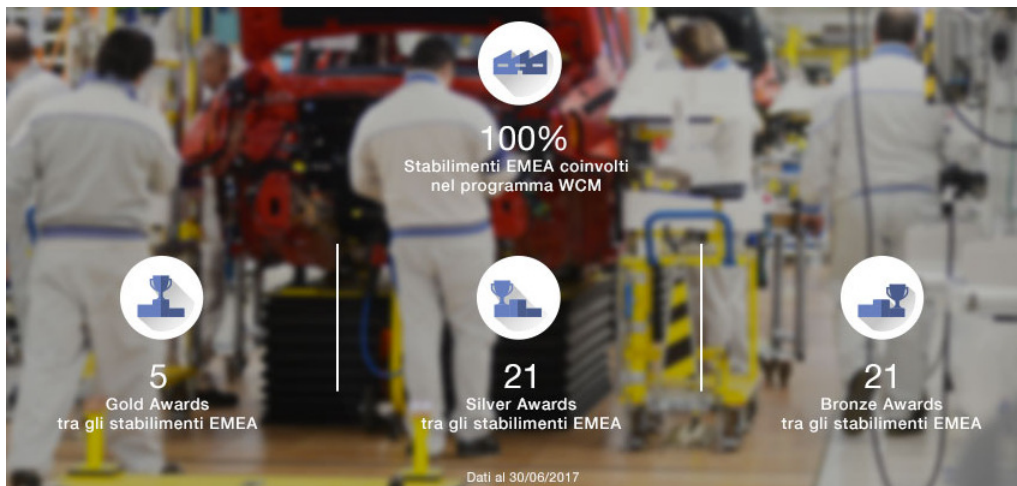 100%
Stabilimenti EMEA coinvolti
nel programma WCM
5
Gold Awards
tra gli stabilimenti EMEA
21
Silver Awards
tra gli stabilimenti EMEA
21
Bronze Awards
tra gli stabilimenti EMEA
Dati al 30/06/2017